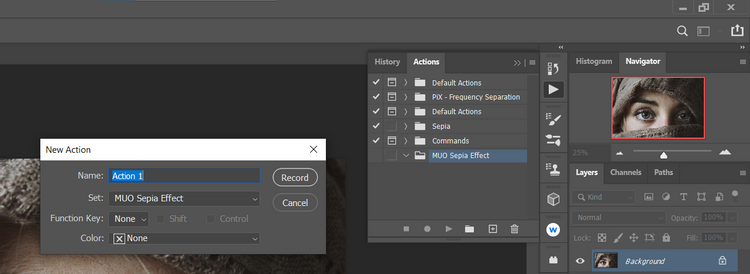 History
Actions
Histogram
Navigator
Default Actions
PiX - Frequency Separation
Default Actions
Sepia
Commands
MUO Sepia Effect
New Action
Name:
Action 1
Record
Set:
MUO Sepia Effect
Cancel
Function Key:
None
Shift
Control
Color:
None
25%
Layers
Channels
Paths
Kind
Normal
Opacity:
100%
Lock:
Fill:
100%
Background